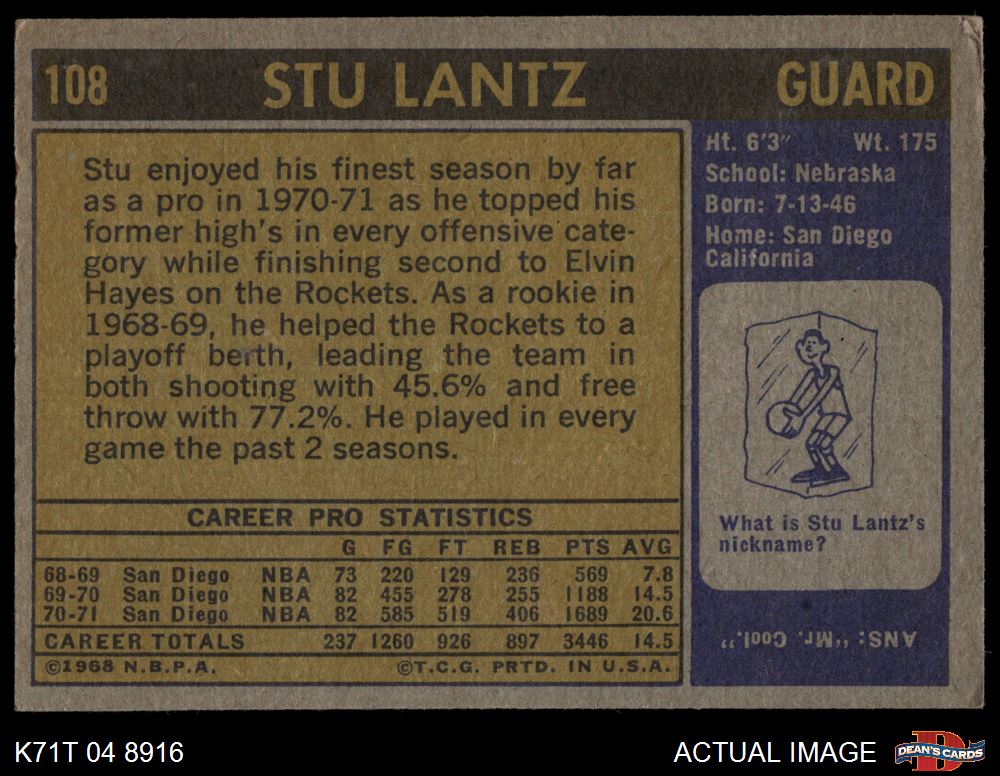 108 STU LANTZ GUARD
Stu enjoyed his finest season by far
as a pro in 1970-71 as he topped his
former high's in every offensive cate-
gory while finishing second to Elvin
Hayes on the Rockets. As a rookie in
1968-69, he helped the Rockets to a
playoff berth, leading the team in
both shooting with 45.6% and free
throw with 77.2%. He played in every
game the past 2 seasons.
Ht. 6'3" Wt. 175
School: Nebraska
Born: 7-13-46
Home: San Diego
California
What is Stu Lantz's
nickname?
ANS: "Mr. Cool."
CAREER PRO STATISTICS
G FG FT REB PTS AVG
68-69 San Diego NBA 73 220 129 236 569 7.8
69-70 San Diego NBA 82 455 278 255 1188 14.5
70-71 San Diego NBA 82 585 519 406 1689 20.6
CAREER TOTALS 237 1260 926 897 3446 14.5
©1968 N.B.P.A. ©T.C.G. PRTD. IN U.S.A.
K71T 04 8916 ACTUAL IMAGE DEAN'S CARDS